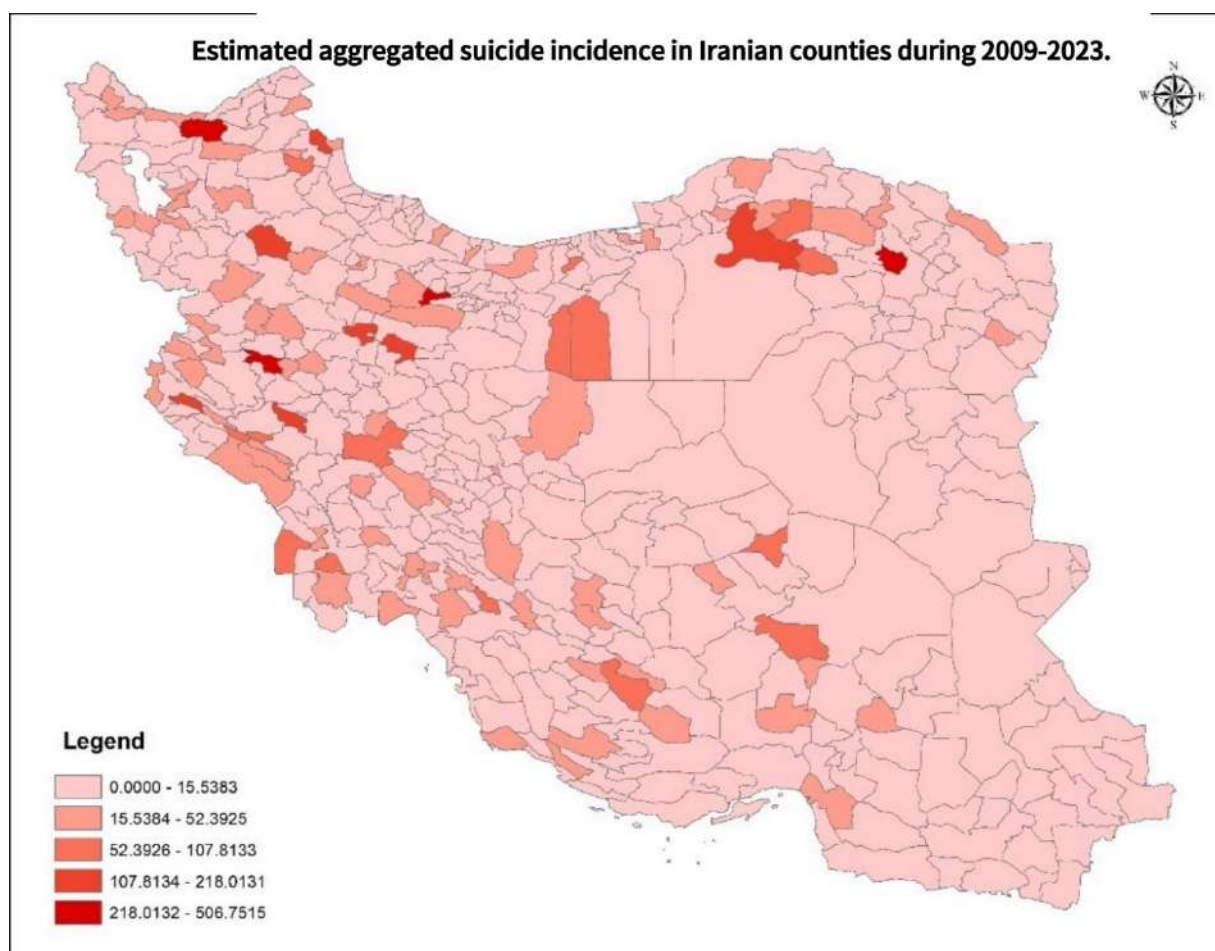 Estimated aggregated suicide incidence in Iranian counties during 2009-2023.
N
W E
S
Legend
0.0000 - 15.5383
15.5384 - 52.3925
52.3926 - 107.8133
107.8134 - 218.0131
218.0132 - 506.7515